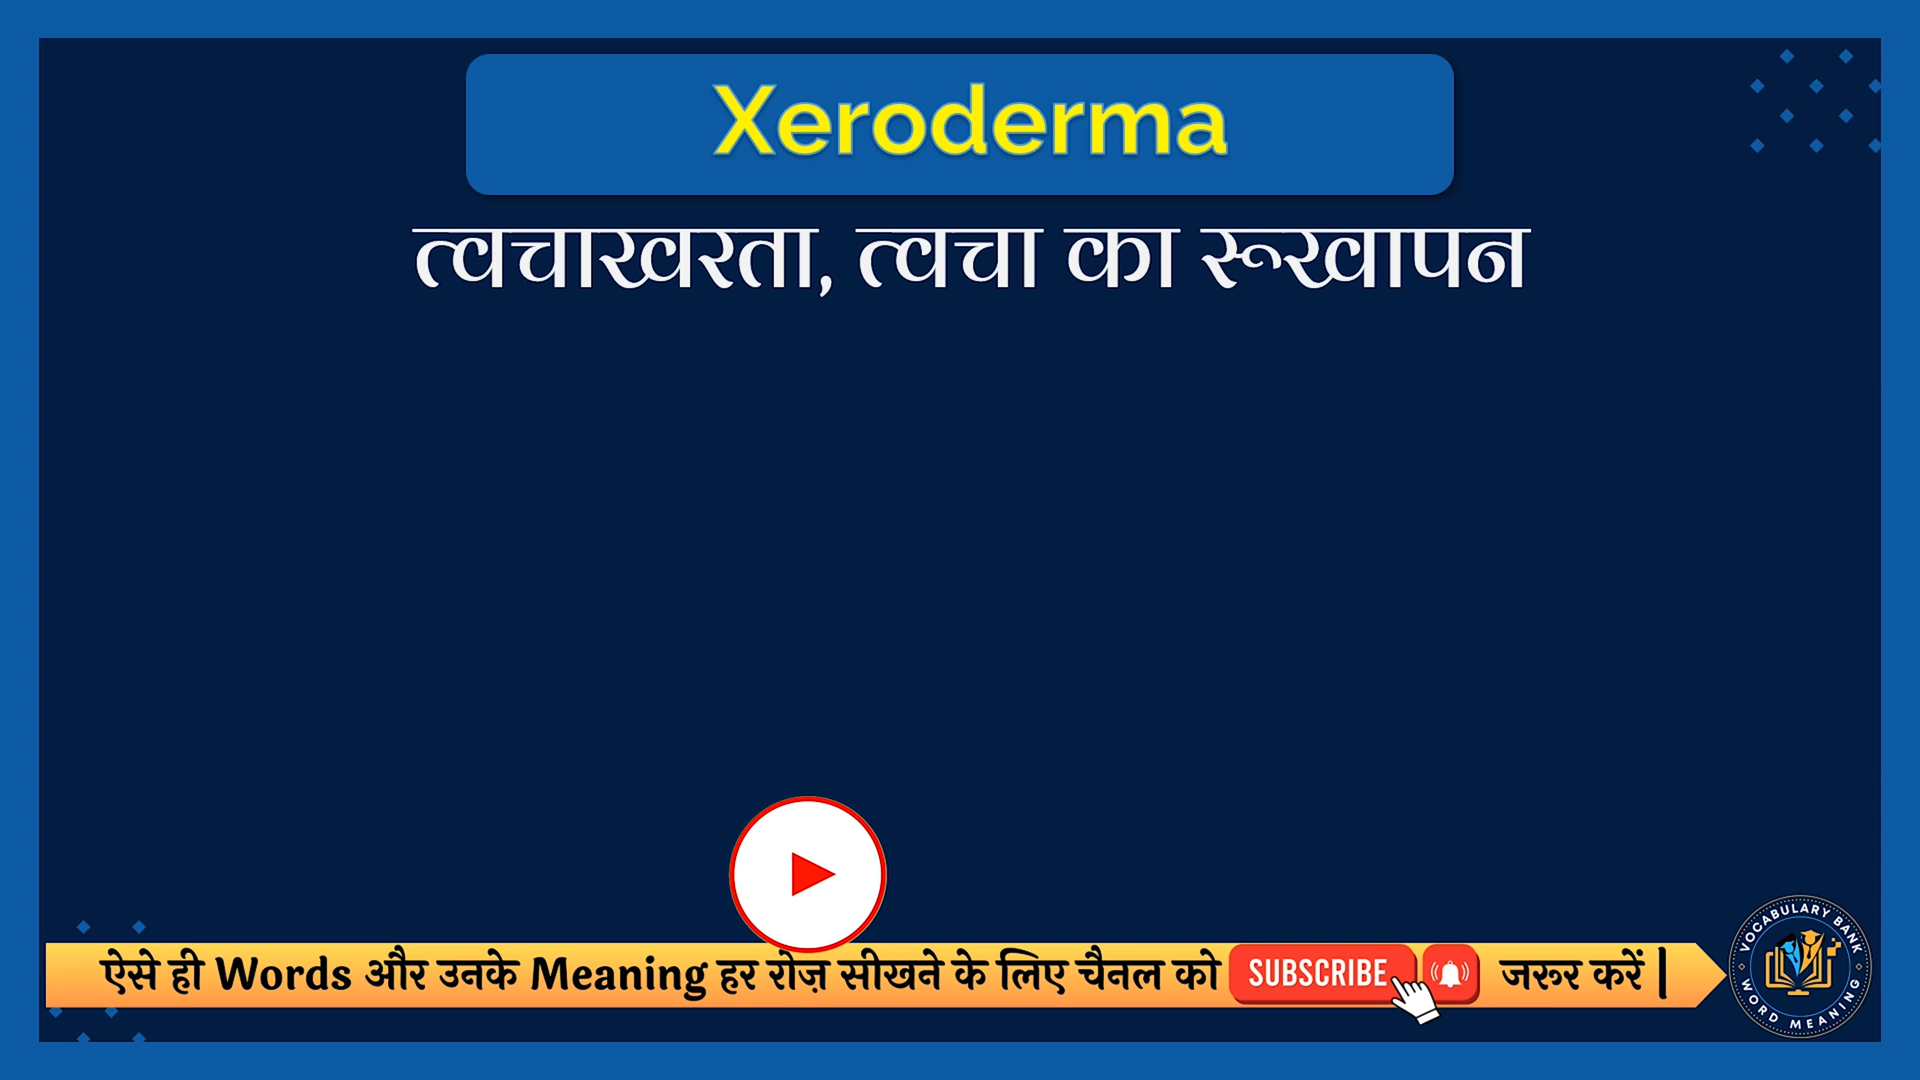 Xeroderma
त्वचाखरता, त्वचा का रूखापन
ऐसे ही Words और उनके Meaning हर रोज़ सीखने के लिए चैनल को SUBSCRIBE जरूर करें |
VOCABULARY BANK
WORD MEANING